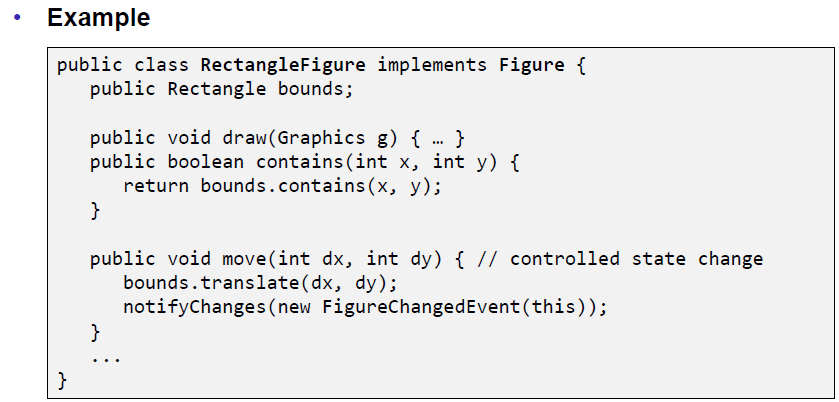 • Example
public class RectangleFigure implements Figure {
   public Rectangle bounds;

   public void draw(Graphics g) { … }
   public boolean contains(int x, int y) {
      return bounds.contains(x, y);
   }

   public void move(int dx, int dy) { // controlled state change
      bounds.translate(dx, dy);
      notifyChanges(new FigureChangedEvent(this));
   }
   ...
}